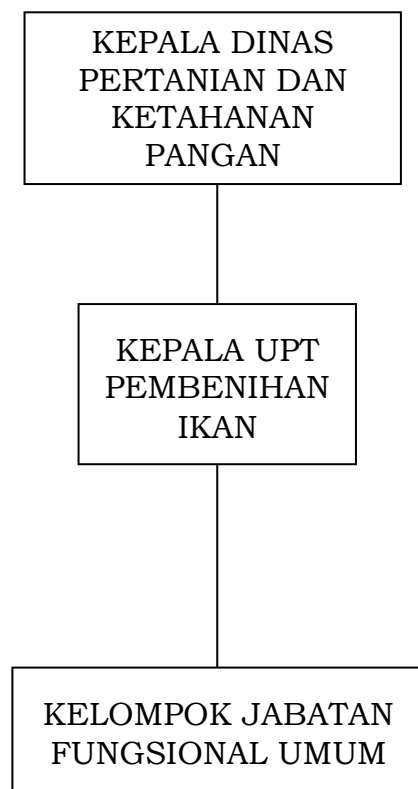 KEPALA DINAS
PERTANIAN DAN
KETAHANAN
PANGAN
KEPALA UPT
PEMBENIHAN
IKAN
KELOMPOK JABATAN
FUNGSIONAL UMUM